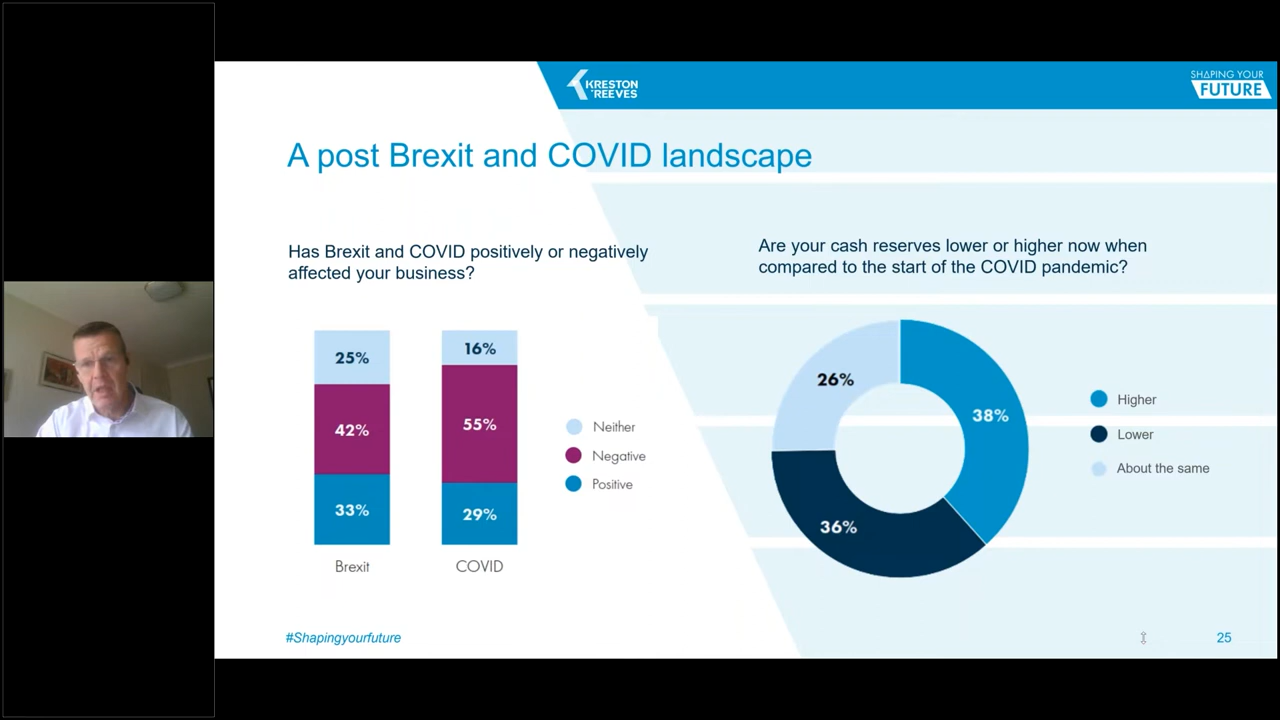 KRESTON
REEVES
SHAPING YOUR
FUTURE
A post Brexit and COVID landscape
Has Brexit and COVID positively or negatively
affected your business?
25%
42%
33%
Brexit
16%
55%
29%
COVID
Neither
Negative
Positive
Are your cash reserves lower or higher now when
compared to the start of the COVID pandemic?
26%
38%
36%
Higher
Lower
About the same
#Shapingyourfuture
25